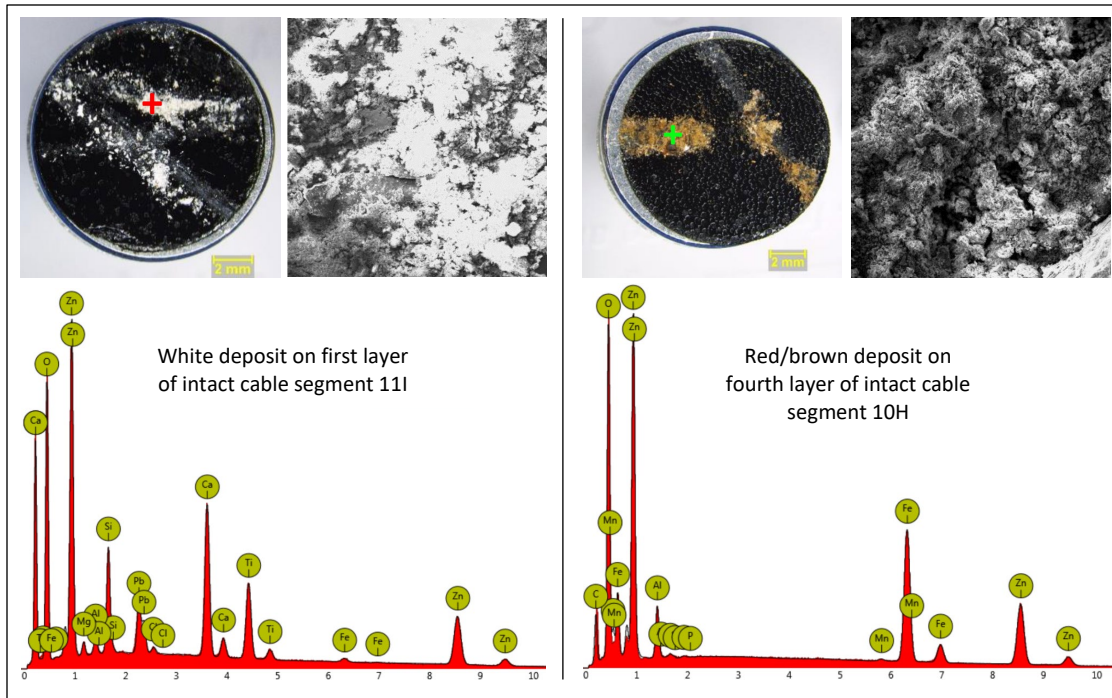 2 mm
2 mm
White deposit on first layer
of intact cable segment 11I
Zn
Zn
O
Ca
Si
Ca
Pb
Pb
Ti
Mg
Al
Al
Si
Cl
Ca
Ti
Fe
Fe
Fe
Zn
Zn
0 1 2 3 4 5 6 7 8 9 10
Red/brown deposit on
fourth layer of intact cable
segment 10H
O
Zn
Zn
Mn
Fe
C
Mn
Al
P
Fe
Mn
Mn
Fe
Zn
Zn
0 1 2 3 4 5 6 7 8 9 10